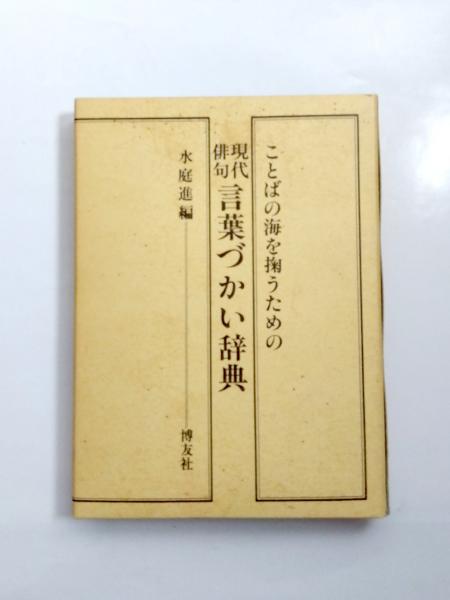 ことばの海を掬うための
現代俳句 言葉づかい辞典
水庭進編
博友社